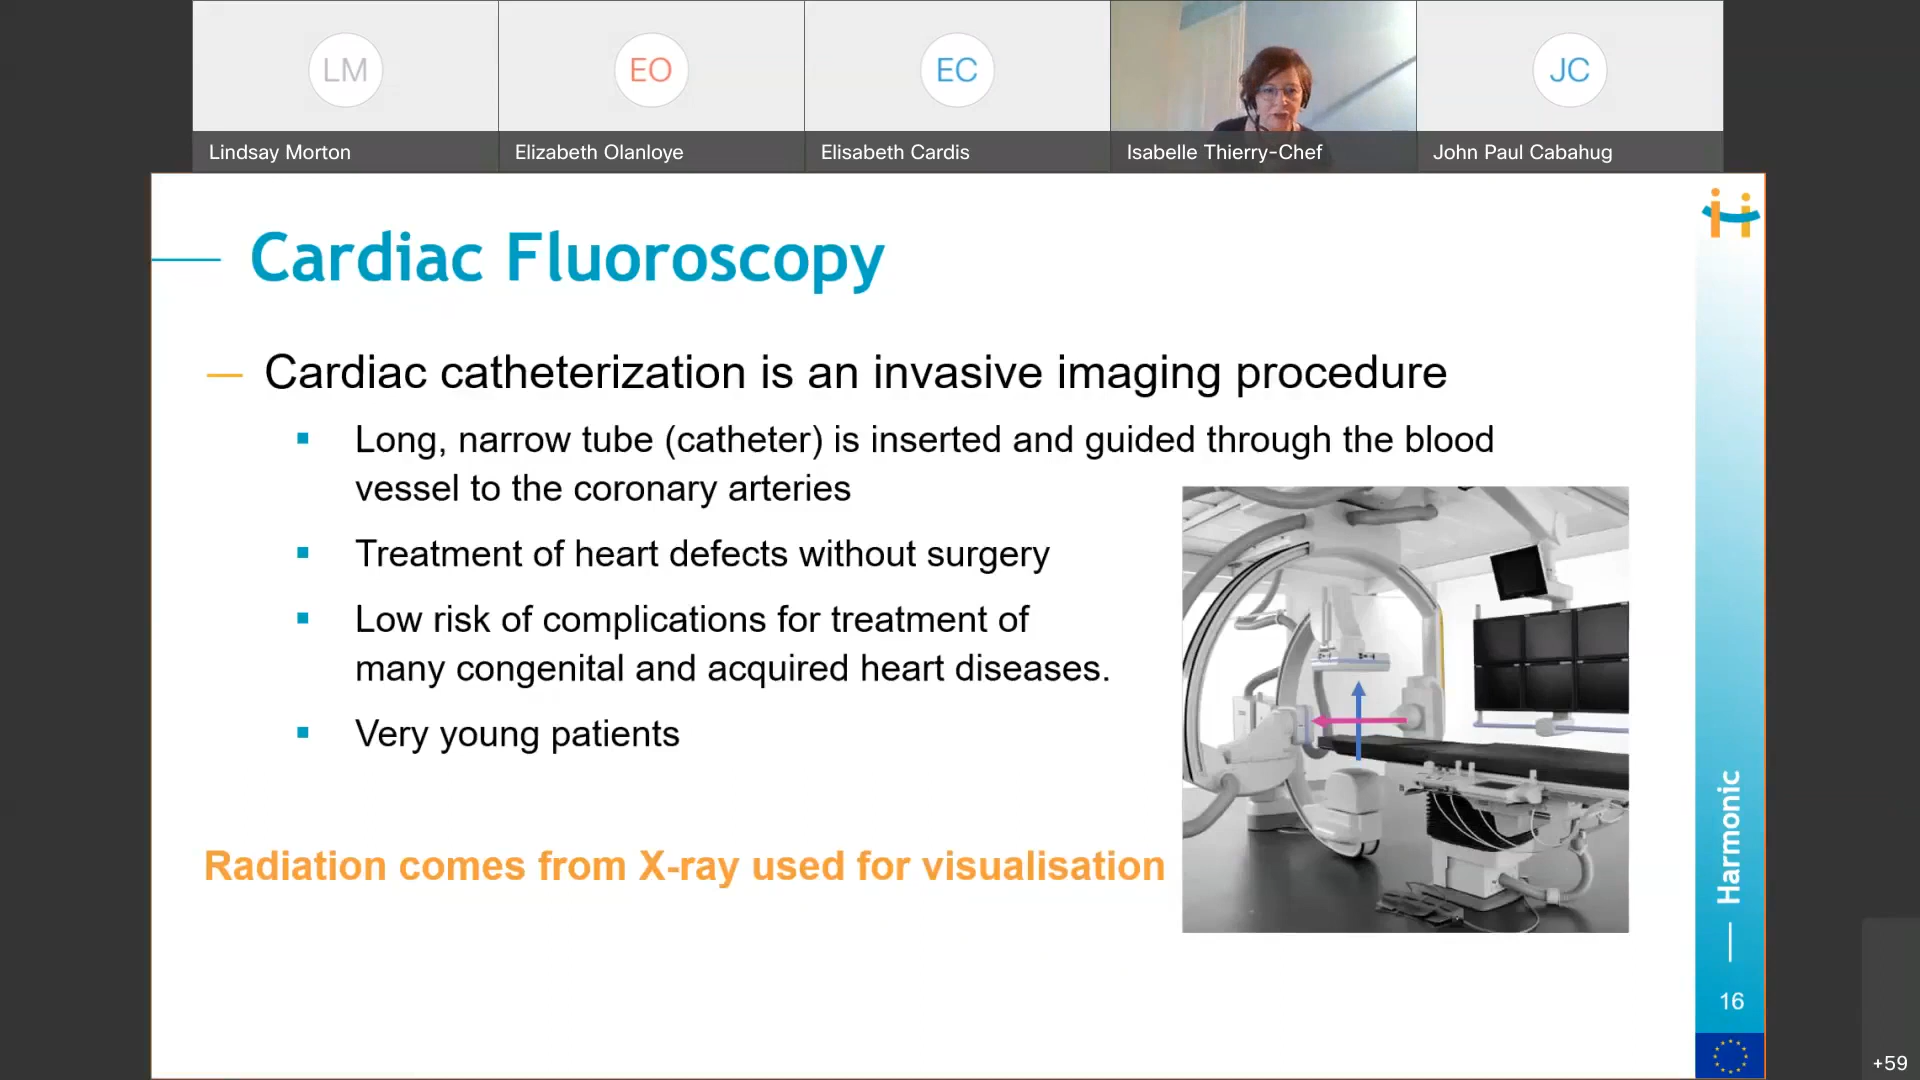 LM
EO
EC
JC
Lindsay Morton
Elizabeth Olanloye
Elisabeth Cardis
Isabelle Thierry-Chef
John Paul Cabahug
Cardiac Fluoroscopy
Cardiac catheterization is an invasive imaging procedure
Long, narrow tube (catheter) is inserted and guided through the blood
vessel to the coronary arteries
Treatment of heart defects without surgery
Low risk of complications for treatment of
many congenital and acquired heart diseases.
Very young patients
Radiation comes from X-ray used for visualisation
Harmonic
16
+59